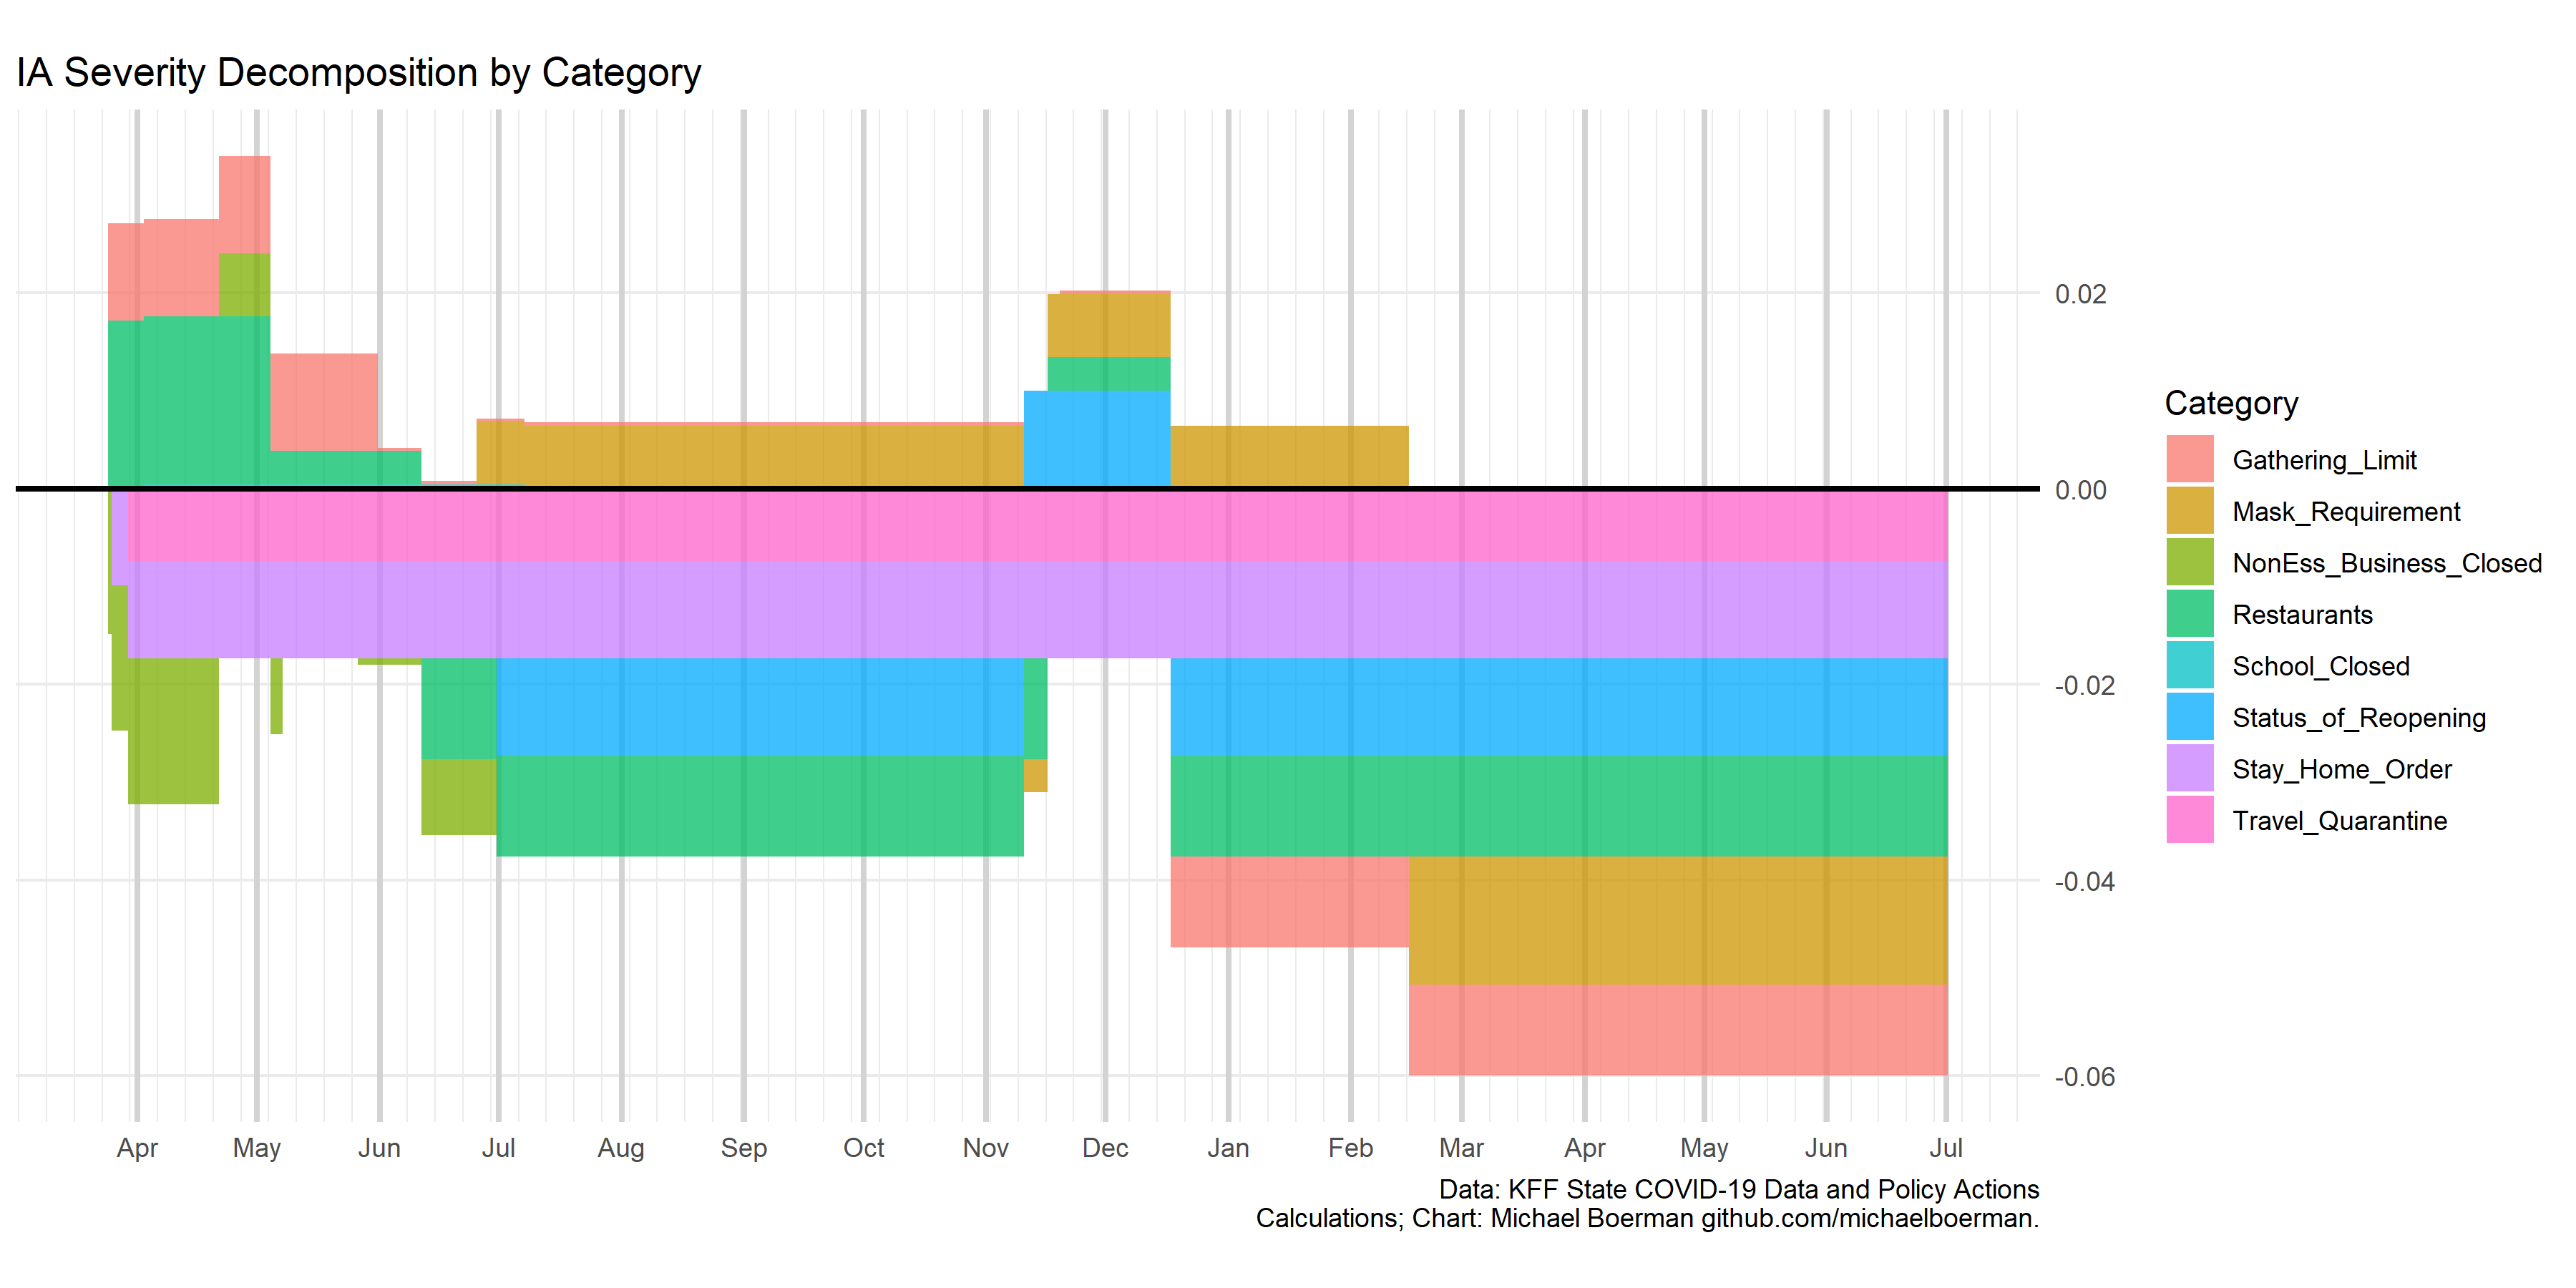 IA Severity Decomposition by Category
0.02
0.00
-0.02
-0.04
-0.06
Apr May Jun Jul Aug Sep Oct Nov Dec Jan Feb Mar Apr May Jun Jul
Data: KFF State COVID-19 Data and Policy Actions
Calculations; Chart: Michael Boerman github.com/michaelboerman.
Category
Gathering_Limit
Mask_Requirement
NonEss_Business_Closed
Restaurants
School_Closed
Status_of_Reopening
Stay_Home_Order
Travel_Quarantine